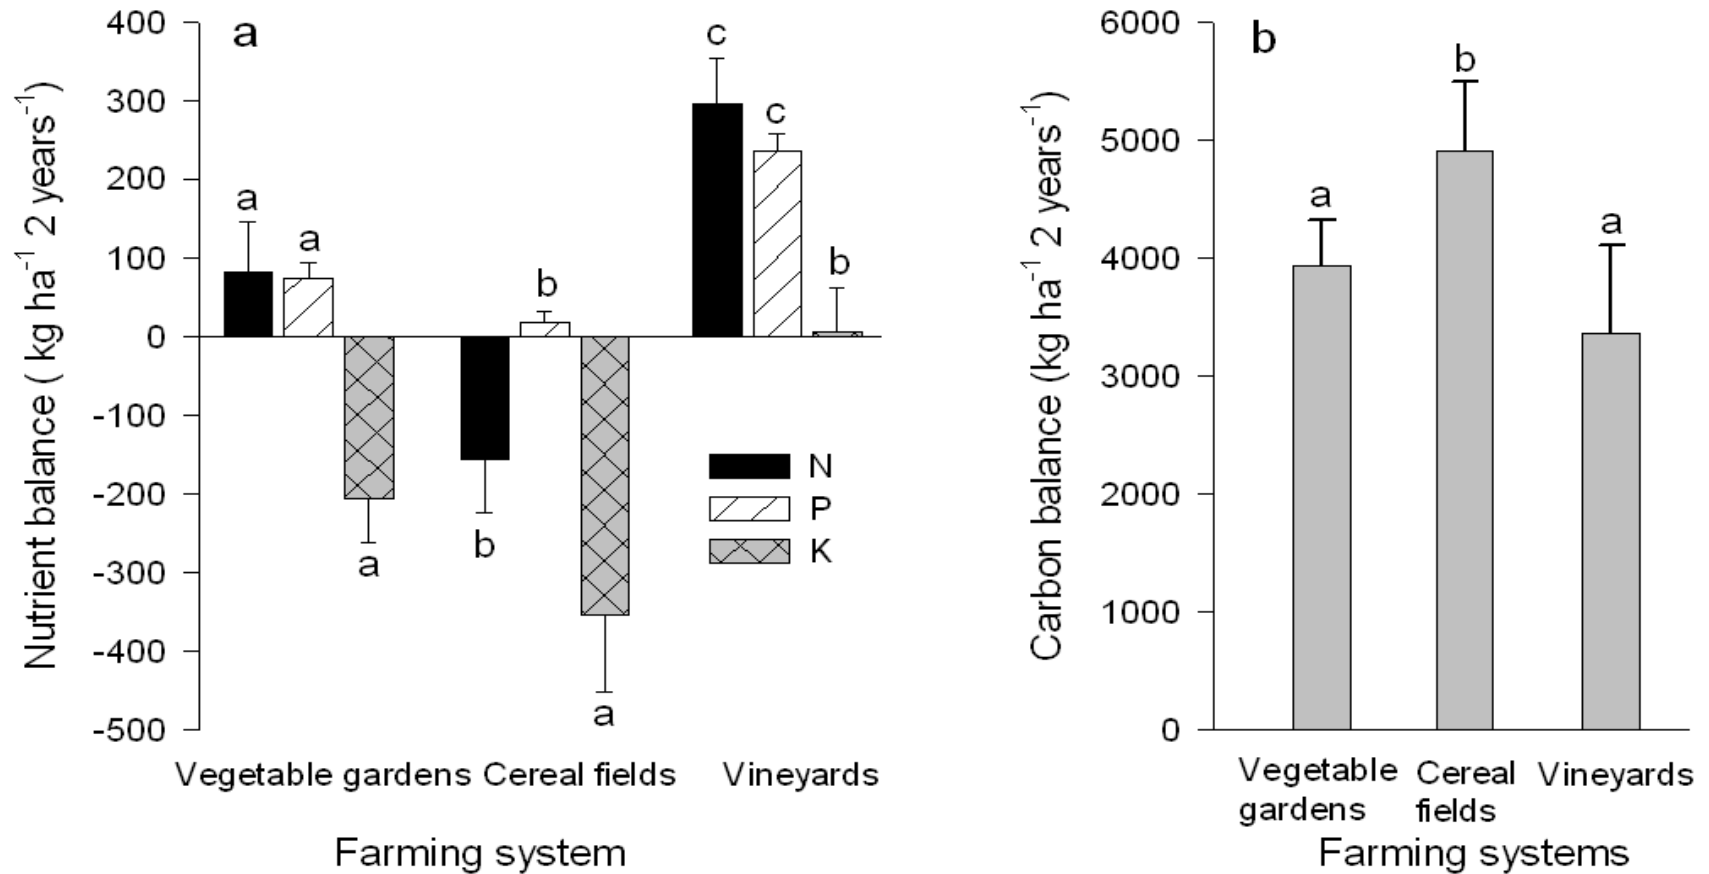 a
Nutrient balance ( kg ha⁻¹ 2 years⁻¹)
400
300
200
100
0
-100
-200
-300
-400
-500
a
a
a
b
b
a
c
c
b
N
P
K
Vegetable gardens Cereal fields Vineyards
Farming system
b
Carbon balance (kg ha⁻¹ 2 years⁻¹)
6000
5000
4000
3000
2000
1000
0
a
b
a
Vegetable
gardens
Cereal
fields
Vineyards
Farming systems